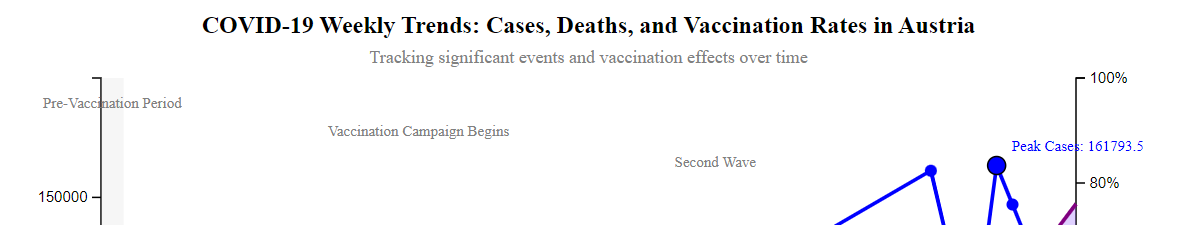 COVID-19 Weekly Trends: Cases, Deaths, and Vaccination Rates in Austria
Tracking significant events and vaccination effects over time
100%
Pre-Vaccination Period
Vaccination Campaign Begins
Peak Cases: 161793.5
Second Wave
80%
150000